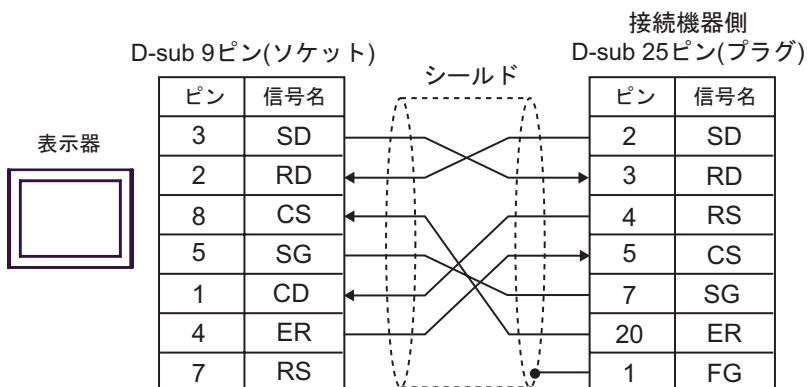 接続機器側
D-sub 9ピン(ソケット)
D-sub 25ピン(プラグ)
シールド
表示器
ピン 信号名
3 SD
2 RD
8 CS
5 SG
1 CD
4 ER
7 RS
ピン 信号名
2 SD
3 RD
4 RS
5 CS
7 SG
20 ER
1 FG